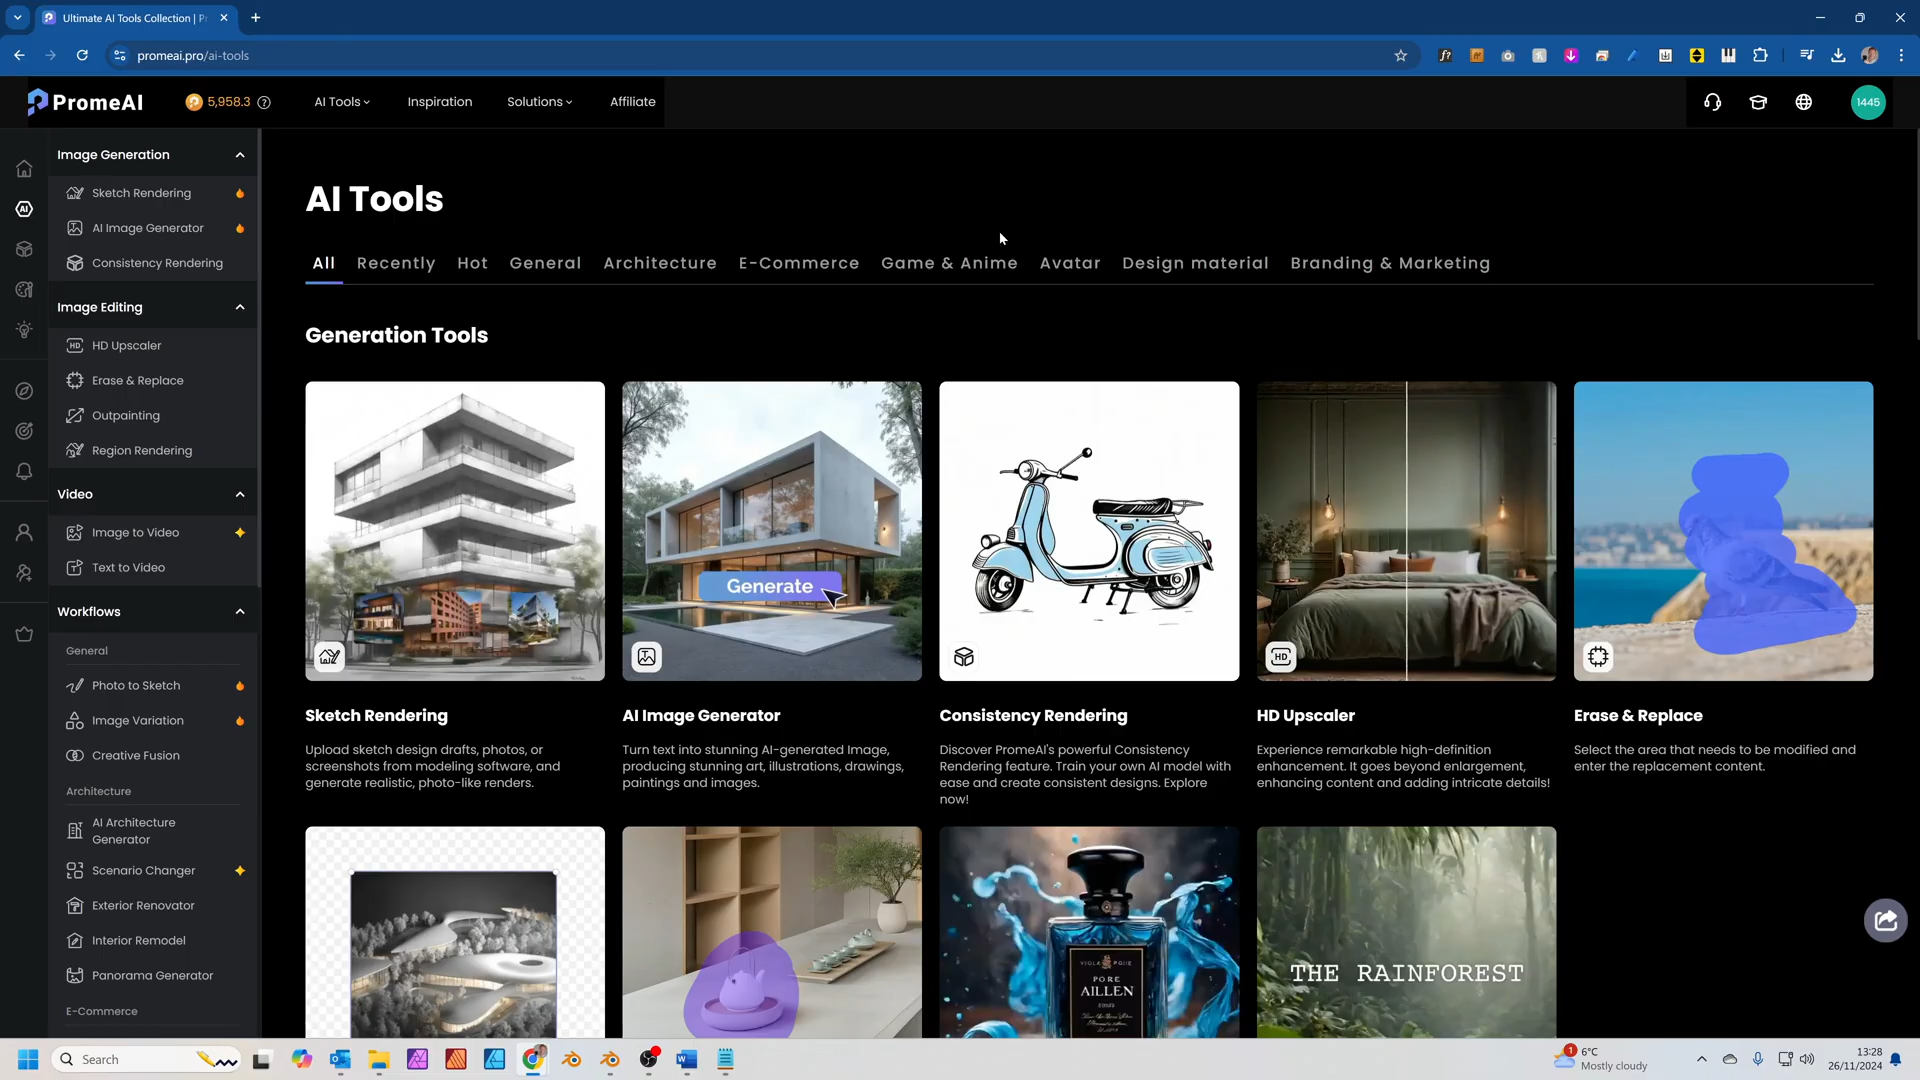 Ultimate AI Tools Collection | Pr
promeai.pro/ai-tools
PromeAI
5,958.3
AI Tools
Inspiration
Solutions
Affiliate
1445
Image Generation
Sketch Rendering
AI Image Generator
Consistency Rendering
Image Editing
HD Upscaler
Erase & Replace
Outpainting
Region Rendering
Video
Image to Video
Text to Video
Workflows
General
Photo to Sketch
Image Variation
Creative Fusion
Architecture
AI Architecture
Generator
Scenario Changer
Exterior Renovator
Interior Remodel
Panorama Generator
E-Commerce
AI Tools
All
Recently
Hot
General
Architecture
E-Commerce
Game & Anime
Avatar
Design material
Branding & Marketing
Generation Tools
Generate
HD
Sketch Rendering
Upload sketch design drafts, photos, or
screenshots from modeling software, and
generate realistic, photo-like renders.
AI Image Generator
Turn text into stunning AI-generated Image,
producing stunning art, illustrations, drawings,
paintings and images.
Consistency Rendering
Discover PromeAI's powerful Consistency
Rendering feature. Train your own AI model with
ease and create consistent designs. Explore
now!
HD Upscaler
Experience remarkable high-definition
enhancement. It goes beyond enlargement,
enhancing content and adding intricate details!
Erase & Replace
Select the area that needs to be modified and
enter the replacement content.
PORE
AILLEN
THE RAINFOREST
Search
1
6°C
Mostly cloudy
13:28
26/11/2024